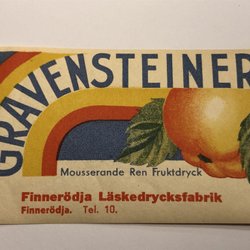 GRAVENSTEINER
Mousserande Ren Fruktdryck
Finnerödja Läskedrycksfabrik
Finnerödja. Tel. 10.